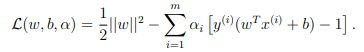 $$\mathcal{L}(w, b, \alpha) = \frac{1}{2}||w||^2 - \sum_{i=1}^{m} \alpha_i \left[ y^{(i)}(w^T x^{(i)} + b) - 1 \right].$$